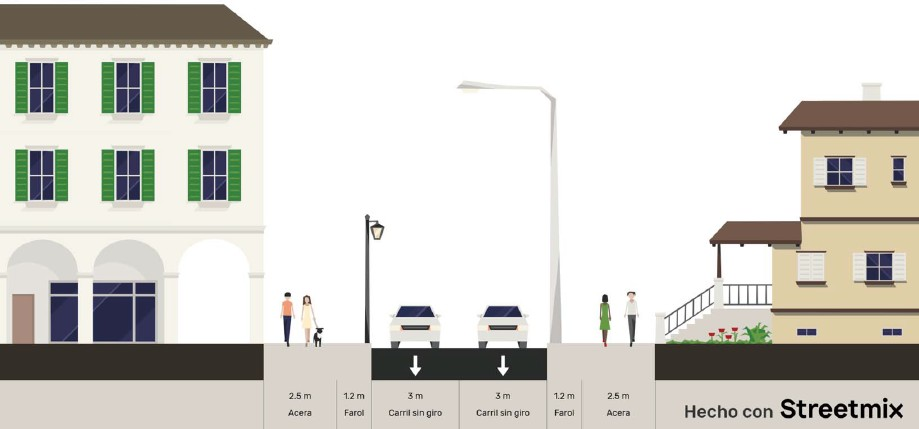 2.5 m
Acera
1.2 m
Farol
3 m
Carril sin giro
3 m
Carril sin giro
1.2 m
Farol
2.5 m
Acera
Hecho con Streetmix